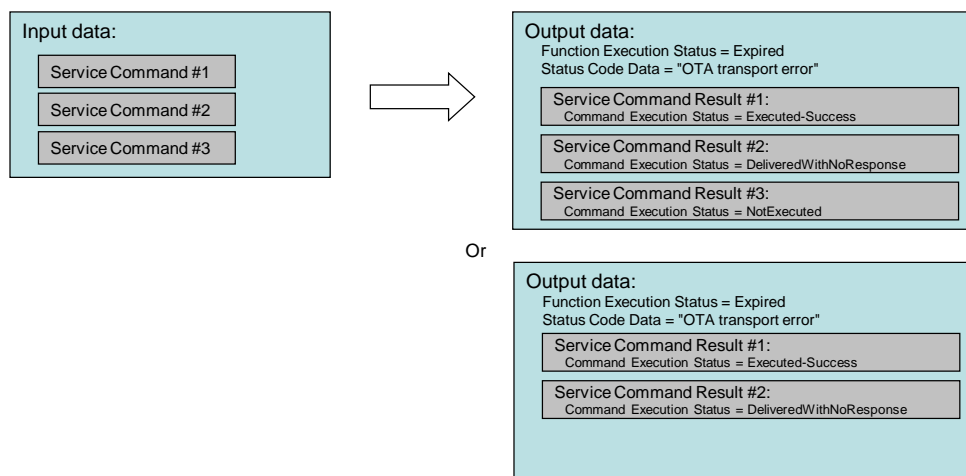 Input data:
Service Command #1
Service Command #2
Service Command #3
Output data:
Function Execution Status = Expired
Status Code Data = "OTA transport error"
Service Command Result #1:
Command Execution Status = Executed-Success
Service Command Result #2:
Command Execution Status = DeliveredWithNoResponse
Service Command Result #3:
Command Execution Status = NotExecuted
Or
Output data:
Function Execution Status = Expired
Status Code Data = "OTA transport error"
Service Command Result #1:
Command Execution Status = Executed-Success
Service Command Result #2:
Command Execution Status = DeliveredWithNoResponse